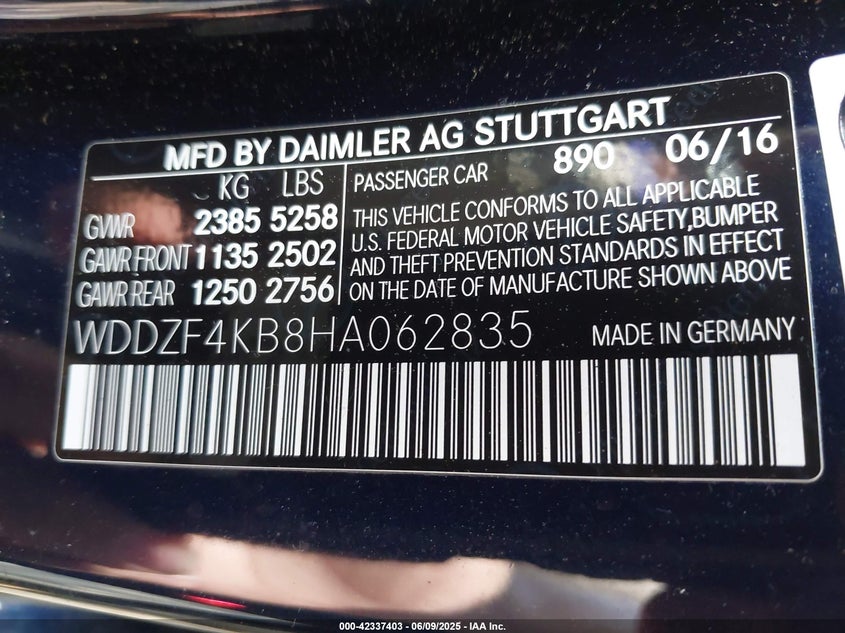 MFD BY DAIMLER AG STUTTGART
KG LBS
GVWR 2385 5258
GAWR FRONT 1135 2502
GAWR REAR 1250 2756
PASSENGER CAR 890 06/16
THIS VEHICLE CONFORMS TO ALL APPLICABLE
U.S. FEDERAL MOTOR VEHICLE SAFETY,BUMPER
AND THEFT PREVENTION STANDARDS IN EFFECT
ON THE DATE OF MANUFACTURE SHOWN ABOVE
WDDZF4KB8HA062835 MADE IN GERMANY
000-42337403 - 06/09/2025 - IAA Inc.